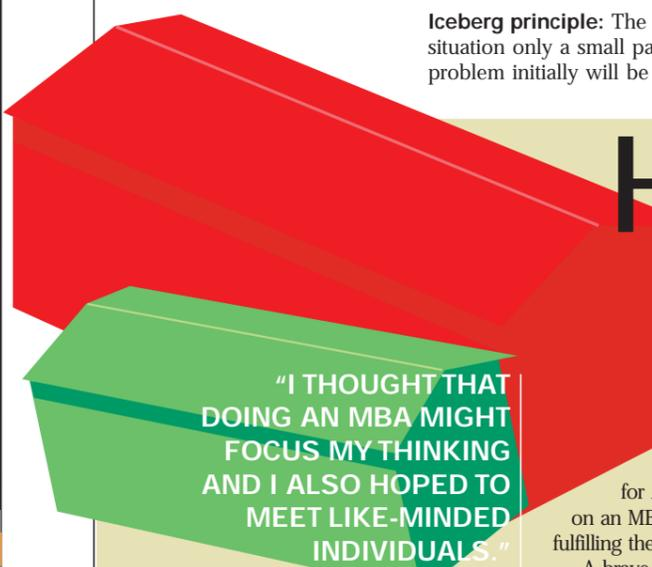 Iceberg principle: The
situation only a small pa
problem initially will be
H
“I THOUGHT THAT
DOING AN MBA MIGHT
FOCUS MY THINKING
AND I ALSO HOPED TO
MEET LIKE-MINDED
INDIVIDUALS.”
for
on an MB
fulfilling the
A brave